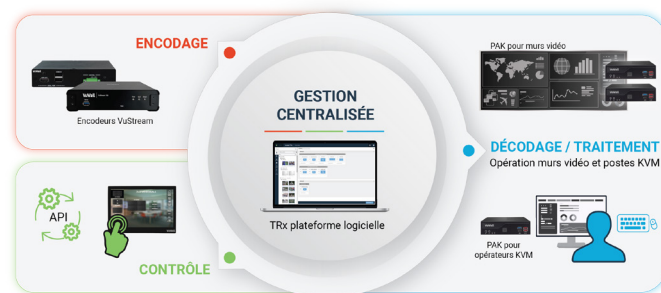 ENCODAGE
Encodeurs VuStream
API
CONTRÔLE
GESTION
CENTRALISÉE
TRx plateforme logicielle
PAK pour murs vidéo
DÉCODAGE / TRAITEMENT
Opération murs vidéo et postes KVM
PAK pour
opérateurs KVM